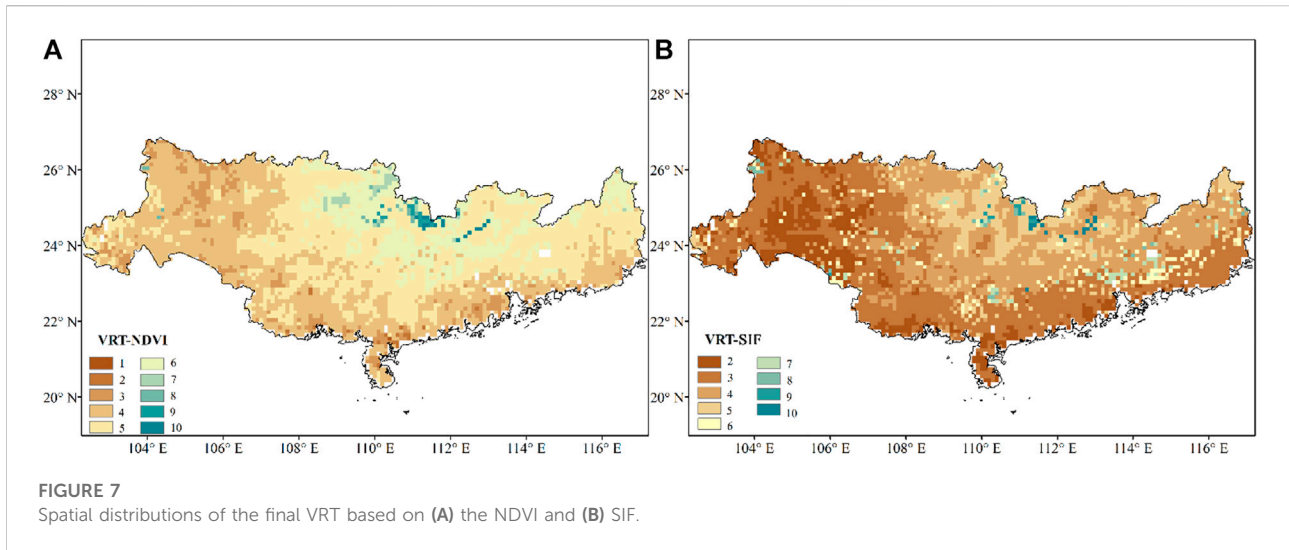 A
B
28° N
26° N
24° N
22° N
20° N
VRT-NDVI
1
2
3
4
5
6
7
8
9
10
104° E 106° E 108° E 110° E 112° E 114° E 116° E
28° N
26° N
24° N
22° N
20° N
VRT-SIF
2
3
4
5
6
7
8
9
10
104° E 106° E 108° E 110° E 112° E 114° E 116° E
FIGURE 7
Spatial distributions of the final VRT based on (A) the NDVI and (B) SIF.